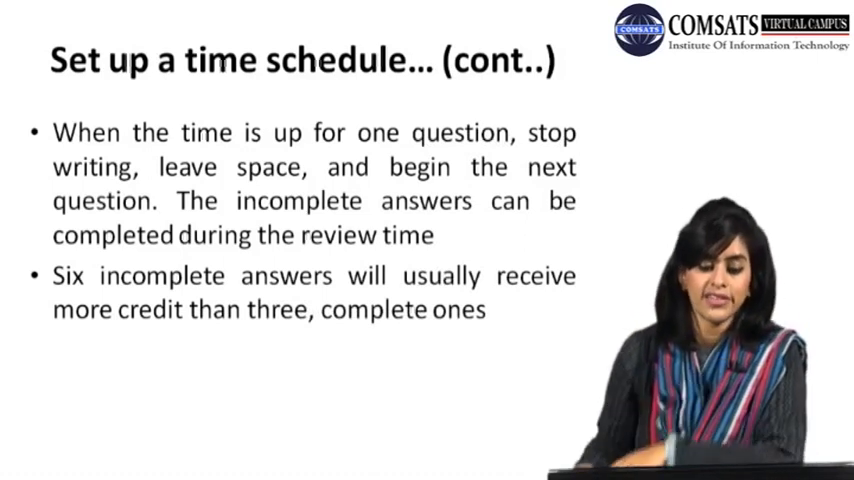 COMSATS VIRTUAL CAMPUS
Institute Of Information Technology
COMSATS
Set up a time schedule... (cont..)
• When the time is up for one question, stop
writing, leave space, and begin the next
question. The incomplete answers can be
completed during the review time
• Six incomplete answers will usually receive
more credit than three, complete ones